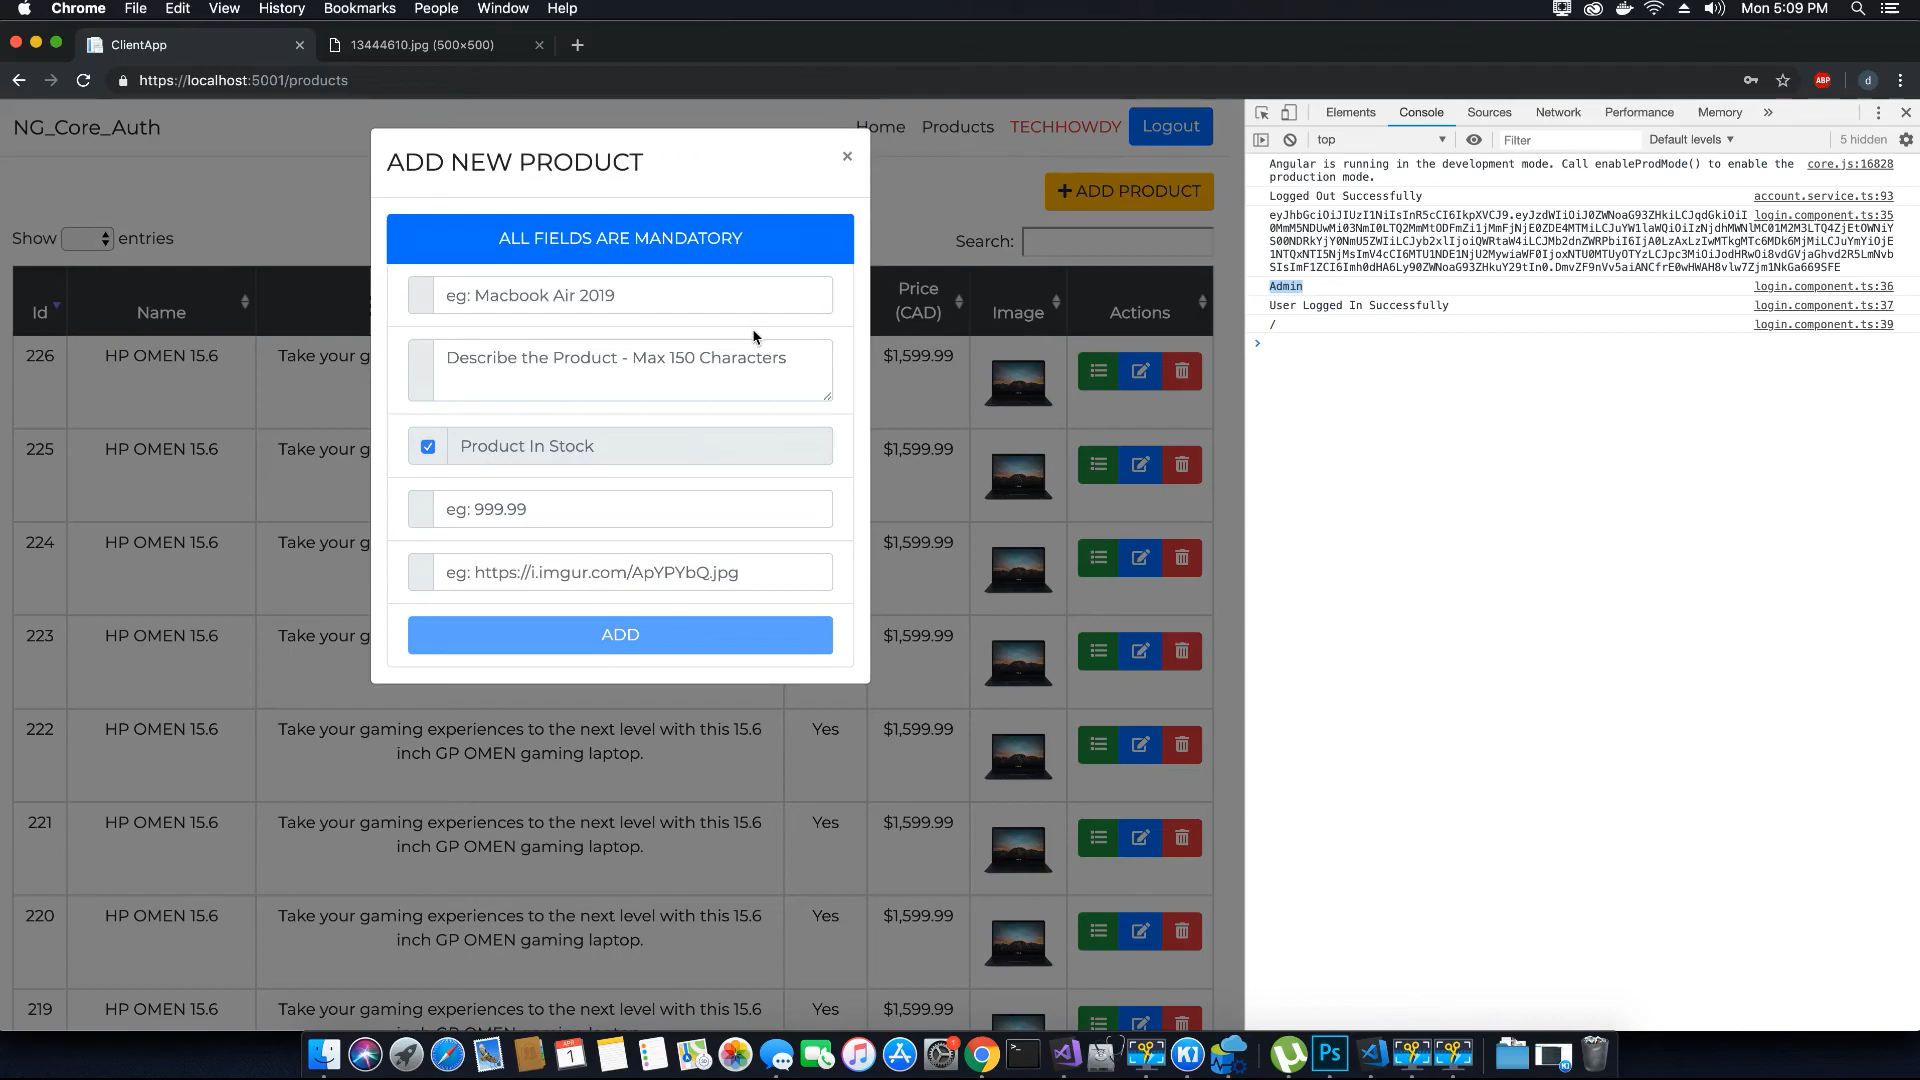 Chrome File Edit View History Bookmarks People Window Help Mon 5:09 PM
ClientApp 13444610.jpg (500×500)
https://localhost:5001/products ABP d
NG_Core_Auth Home Products TECHHOWDY Logout
ADD PRODUCT
Show entries Search:
Id Name Price (CAD) Image Actions
226 HP OMEN 15.6 Take your g $1,599.99
225 HP OMEN 15.6 Take your g $1,599.99
224 HP OMEN 15.6 Take your g $1,599.99
223 HP OMEN 15.6 Take your g $1,599.99
222 HP OMEN 15.6 Take your gaming experiences to the next level with this 15.6 Yes $1,599.99
inch GP OMEN gaming laptop.
221 HP OMEN 15.6 Take your gaming experiences to the next level with this 15.6 Yes $1,599.99
inch GP OMEN gaming laptop.
220 HP OMEN 15.6 Take your gaming experiences to the next level with this 15.6 Yes $1,599.99
inch GP OMEN gaming laptop.
219 HP OMEN 15.6 Take your gaming experiences to the next level with this 15.6 Yes $1,599.99
ADD NEW PRODUCT ×
ALL FIELDS ARE MANDATORY
eg: Macbook Air 2019
Describe the Product - Max 150 Characters
Product In Stock
eg: 999.99
eg: https://i.imgur.com/ApYPYbQ.jpg
ADD
Elements Console Sources Network Performance Memory »
top Filter Default levels 5 hidden
Angular is running in the development mode. Call enableProdMode() to enable the core.js:16828
production mode.
Logged Out Successfully account.service.ts:93
login.component.ts:35
Admin login.component.ts:36
User Logged In Successfully login.component.ts:37
/ login.component.ts:39
>
APR
1
Ps